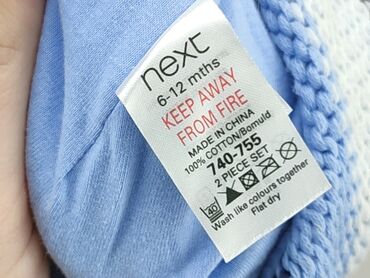 next
6-12 mths
KEEP AWAY
FROM FIRE
MADE IN CHINA
100% COTTON/Bomuld
740-755
2 PIECE SET
40
Wash like colours together
Flat dry